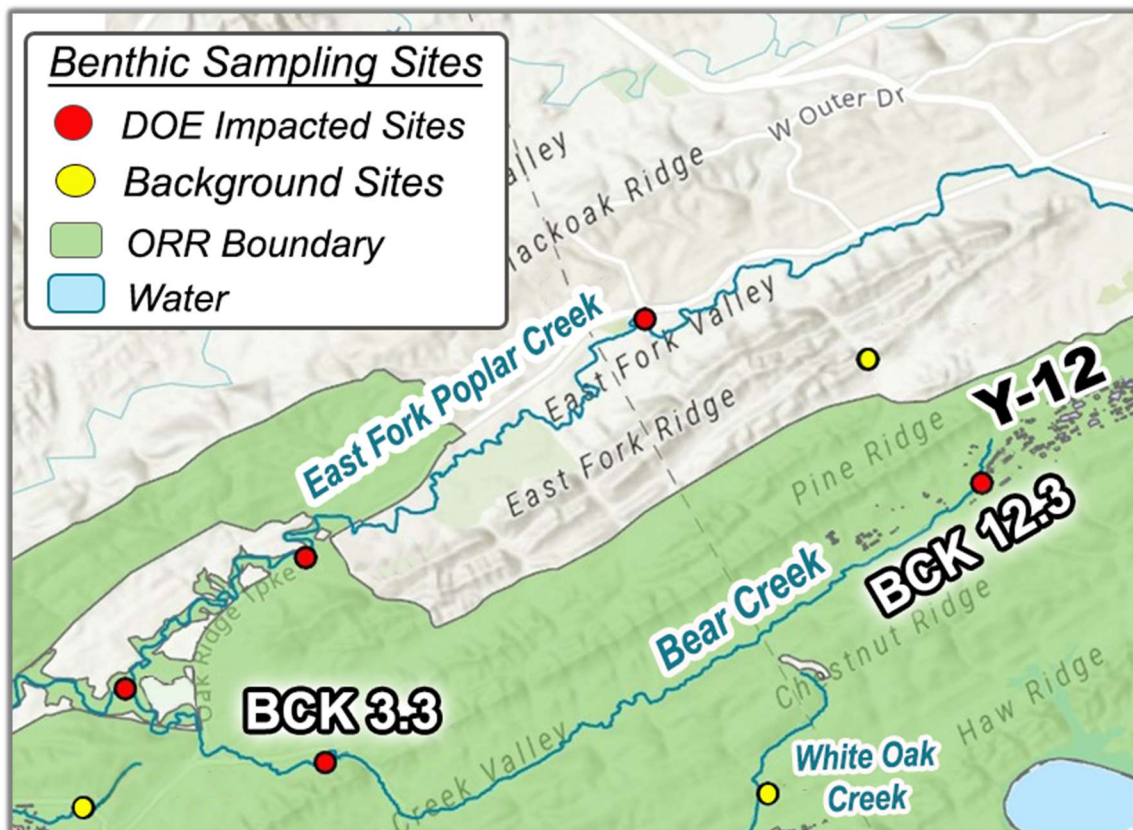 Benthic Sampling Sites
DOE Impacted Sites
Background Sites
ORR Boundary
Water
W Outer Dr
alley
lackoak Ridge
East Fork Poplar Creek
East Fork Valley
East Fork Ridge
Y-12
Pine Ridge
BCK 12.3
Bear Creek
Chestnut Ridge
Oak Ridge Tpke
BCK 3.3
Haw Ridge
Creek Valley
White Oak
Creek